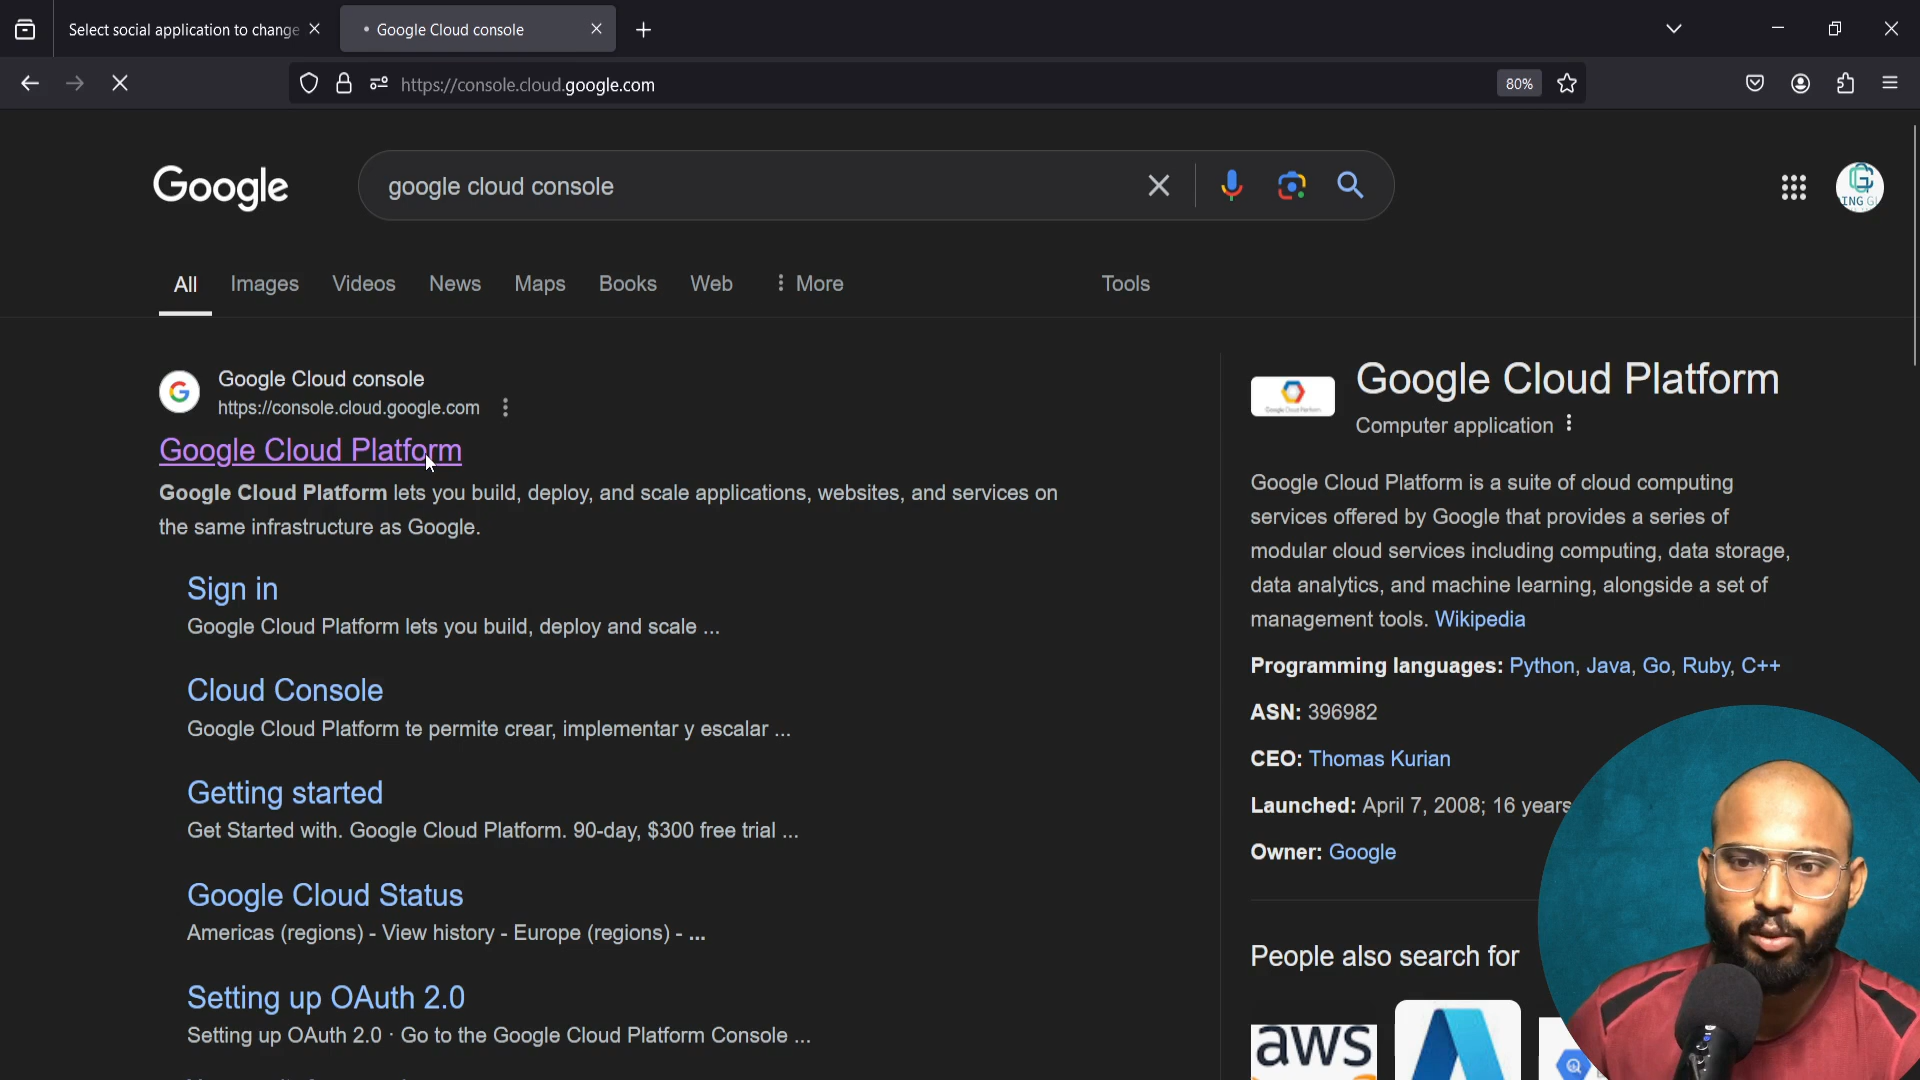 Select social application to change
Google Cloud console
https://console.cloud.google.com
80%
Google
google cloud console
ING G
All
Images
Videos
News
Maps
Books
Web
More
Tools
Google Cloud console
https://console.cloud.google.com
Google Cloud Platform
Google Cloud Platform lets you build, deploy, and scale applications, websites, and services on
the same infrastructure as Google.
Sign in
Google Cloud Platform lets you build, deploy and scale ...
Cloud Console
Google Cloud Platform te permite crear, implementar y escalar ...
Getting started
Get Started with. Google Cloud Platform. 90-day, $300 free trial ...
Google Cloud Status
Americas (regions) - View history - Europe (regions) - ...
Setting up OAuth 2.0
Setting up OAuth 2.0 · Go to the Google Cloud Platform Console ...
Google Cloud Platform
Google Cloud Platform
Computer application
Google Cloud Platform is a suite of cloud computing
services offered by Google that provides a series of
modular cloud services including computing, data storage,
data analytics, and machine learning, alongside a set of
management tools. Wikipedia
Programming languages: Python, Java, Go, Ruby, C++
ASN: 396982
CEO: Thomas Kurian
Launched: April 7, 2008; 16 years
Owner: Google
People also search for
aws